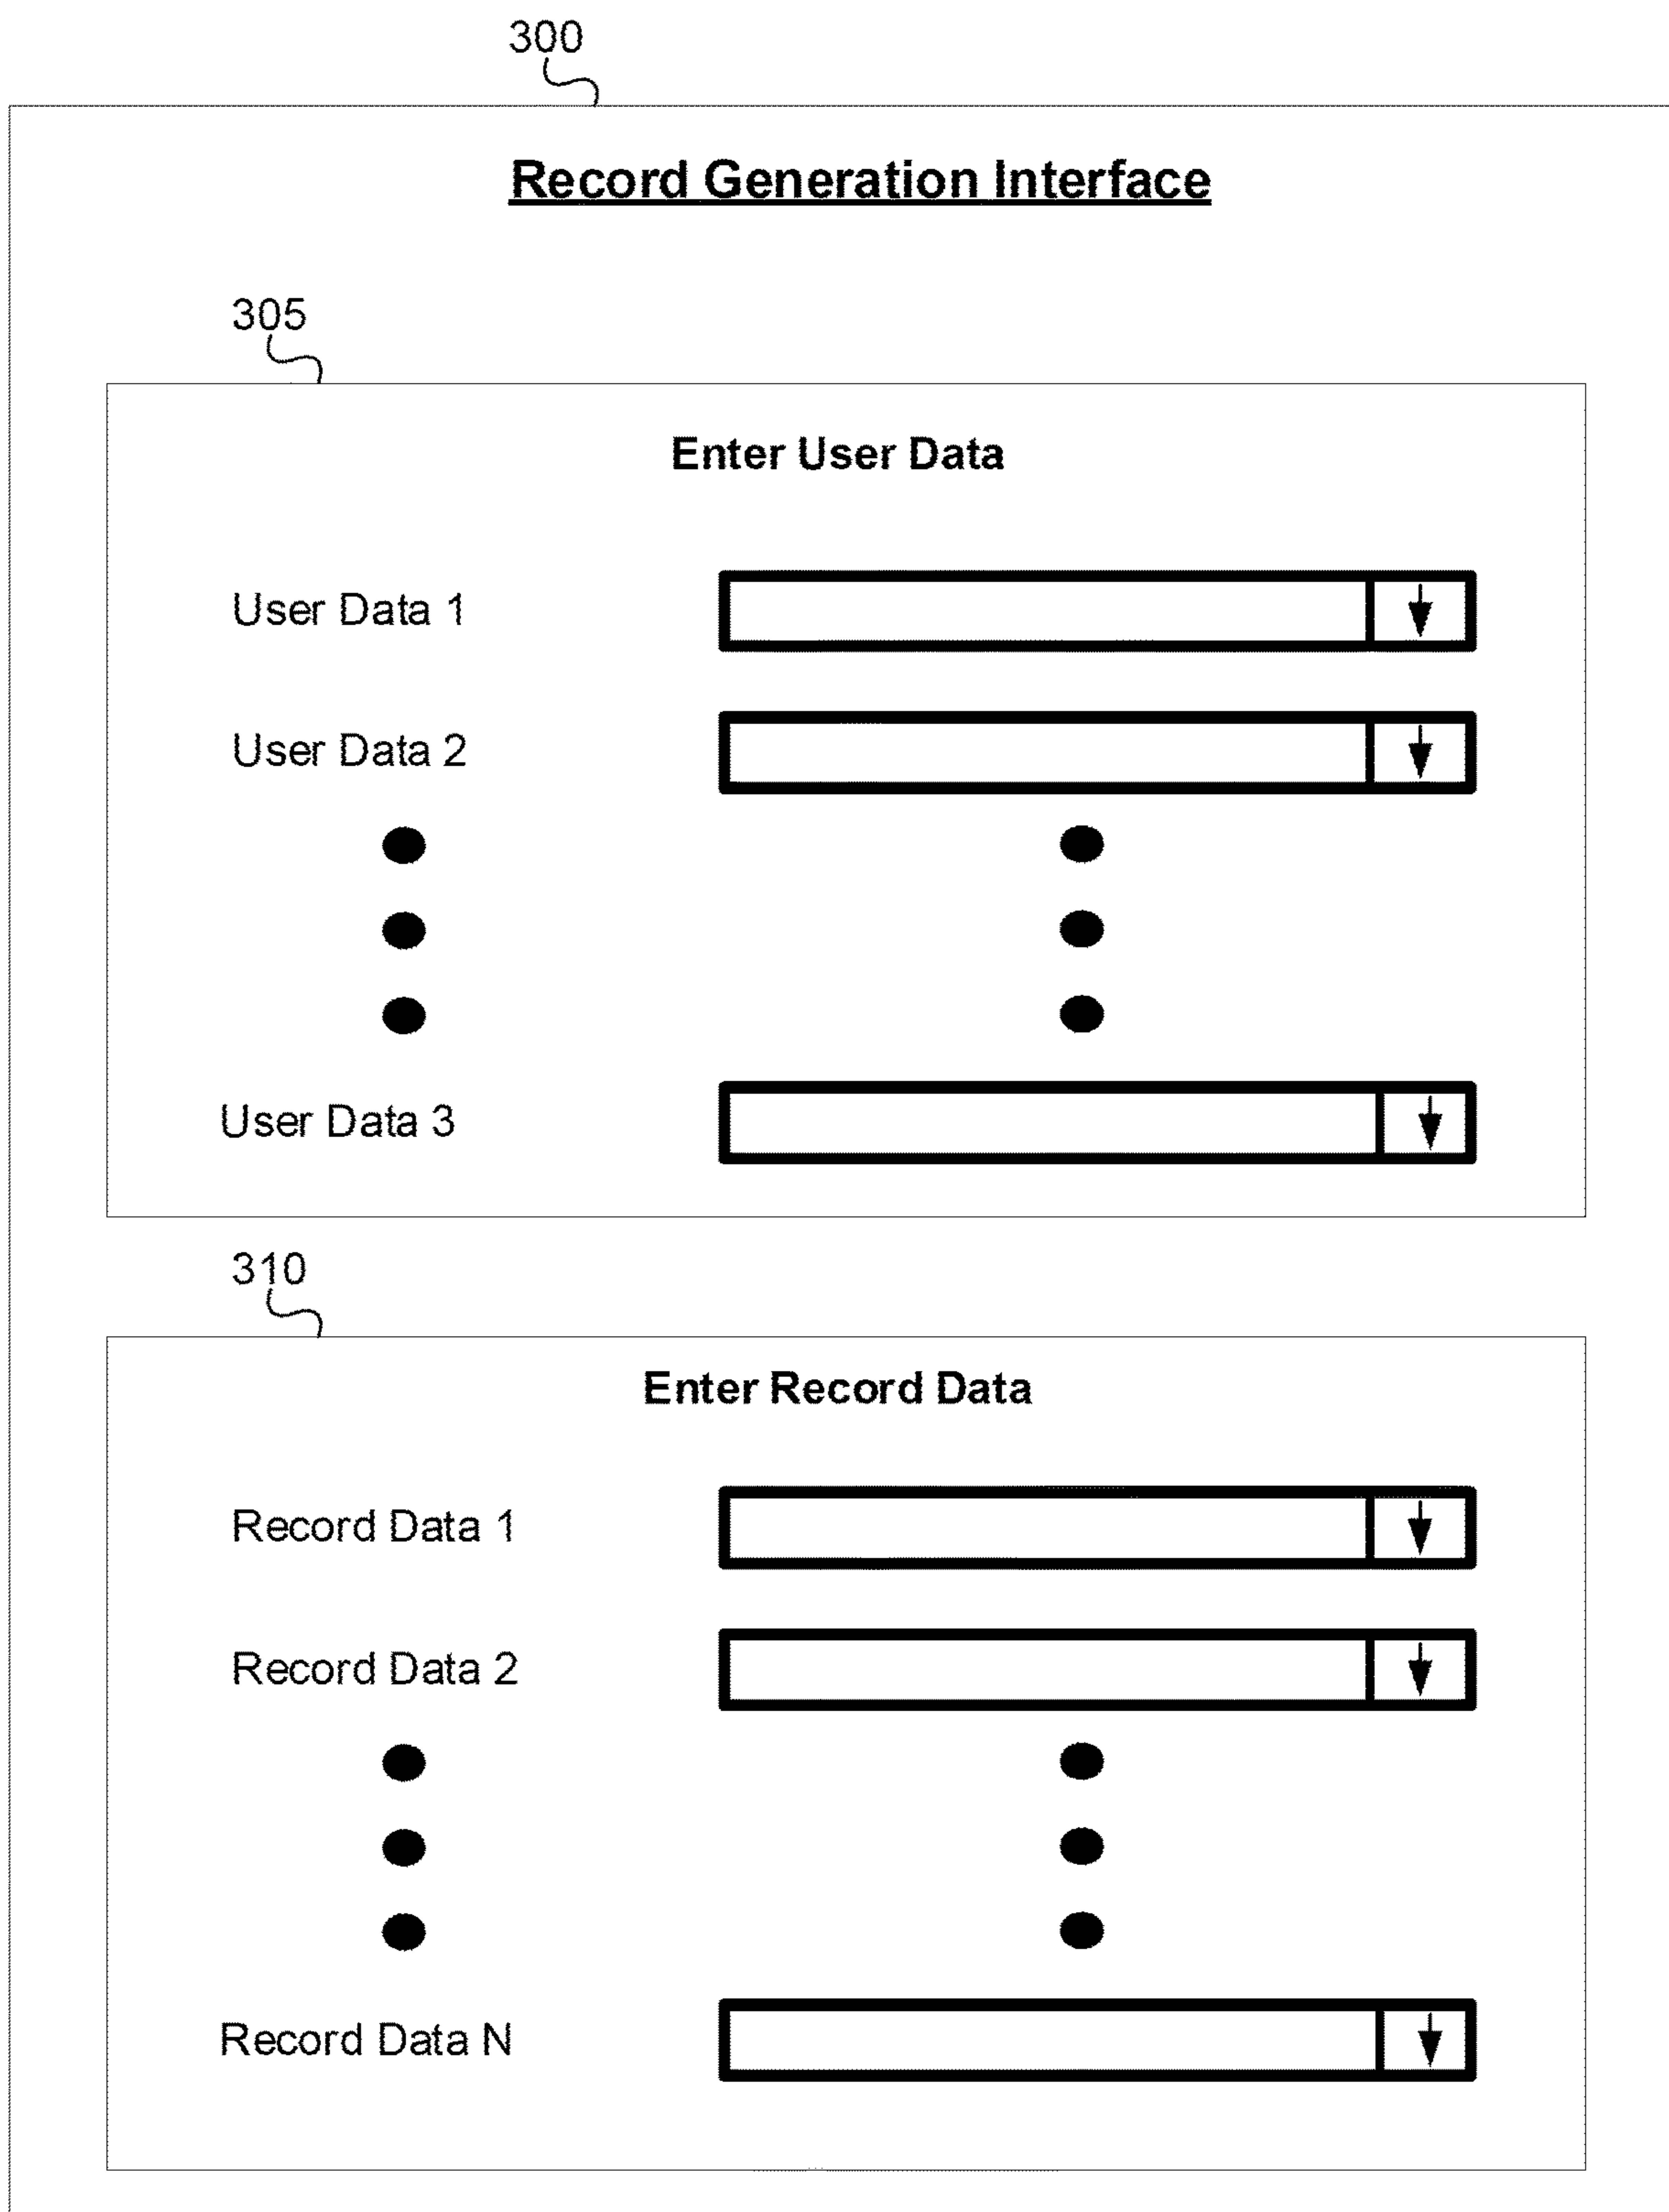 300
Record Generation Interface
305
Enter User Data
User Data 1
User Data 2
User Data 3
310
Enter Record Data
Record Data 1
Record Data 2
Record Data N